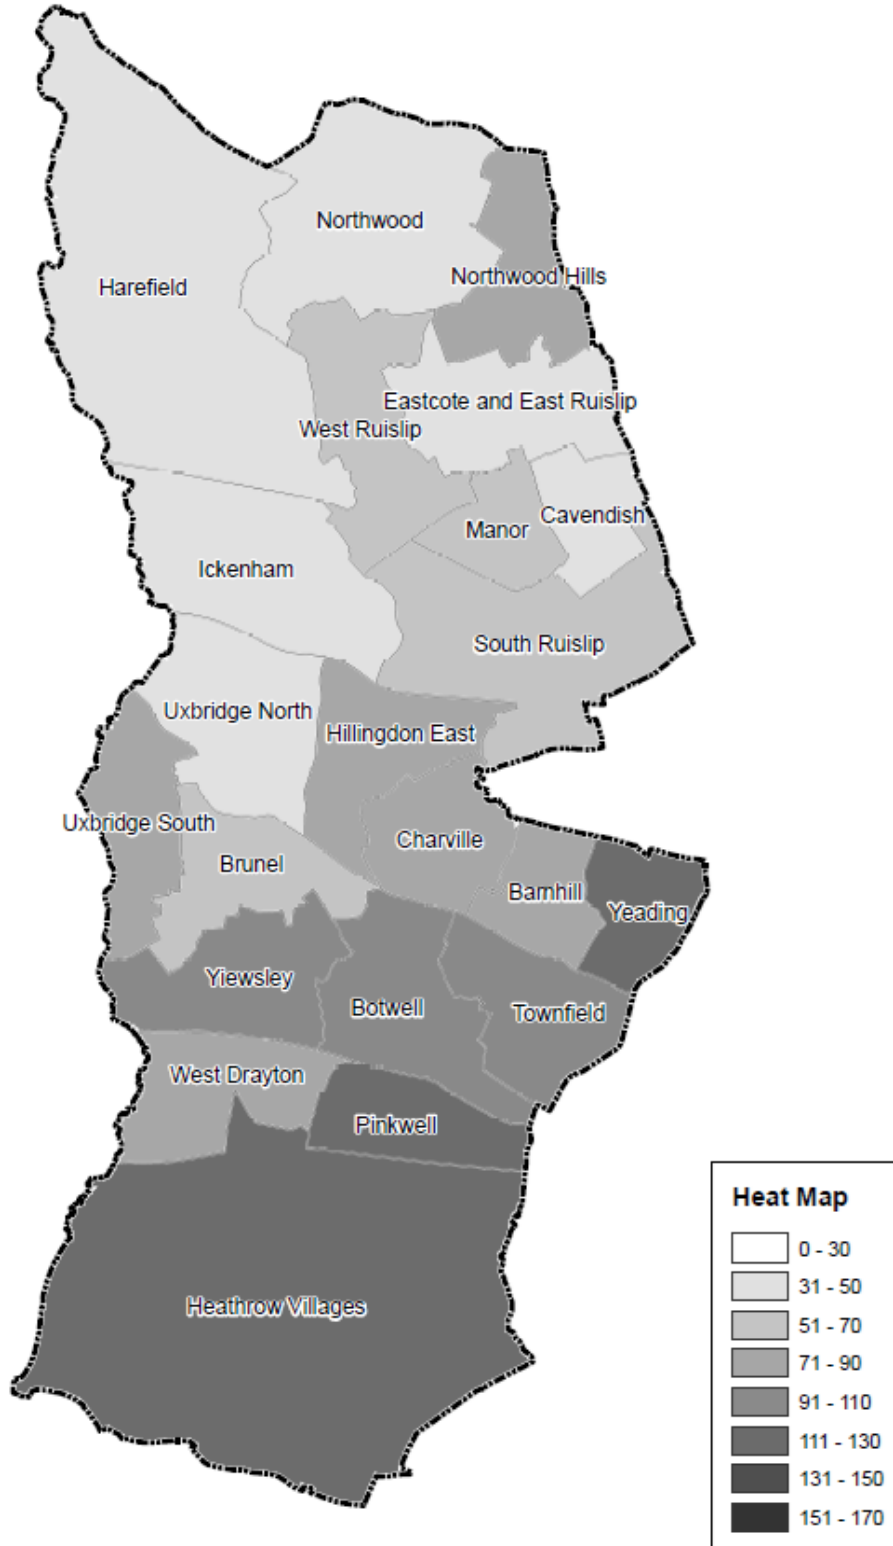 Northwood
Northwood Hills
Harefield
Eastcote and East Ruislip
West Ruislip
Cavendish
Manor
Ickenham
South Ruislip
Uxbridge North
Hillingdon East
Uxbridge South
Charville
Brunel
Barnhill
Yeading
Yiewsley
Botwell
Townfield
West Drayton
Pinkwell
Heathrow Villages
Heat Map
0 - 30
31 - 50
51 - 70
71 - 90
91 - 110
111 - 130
131 - 150
151 - 170